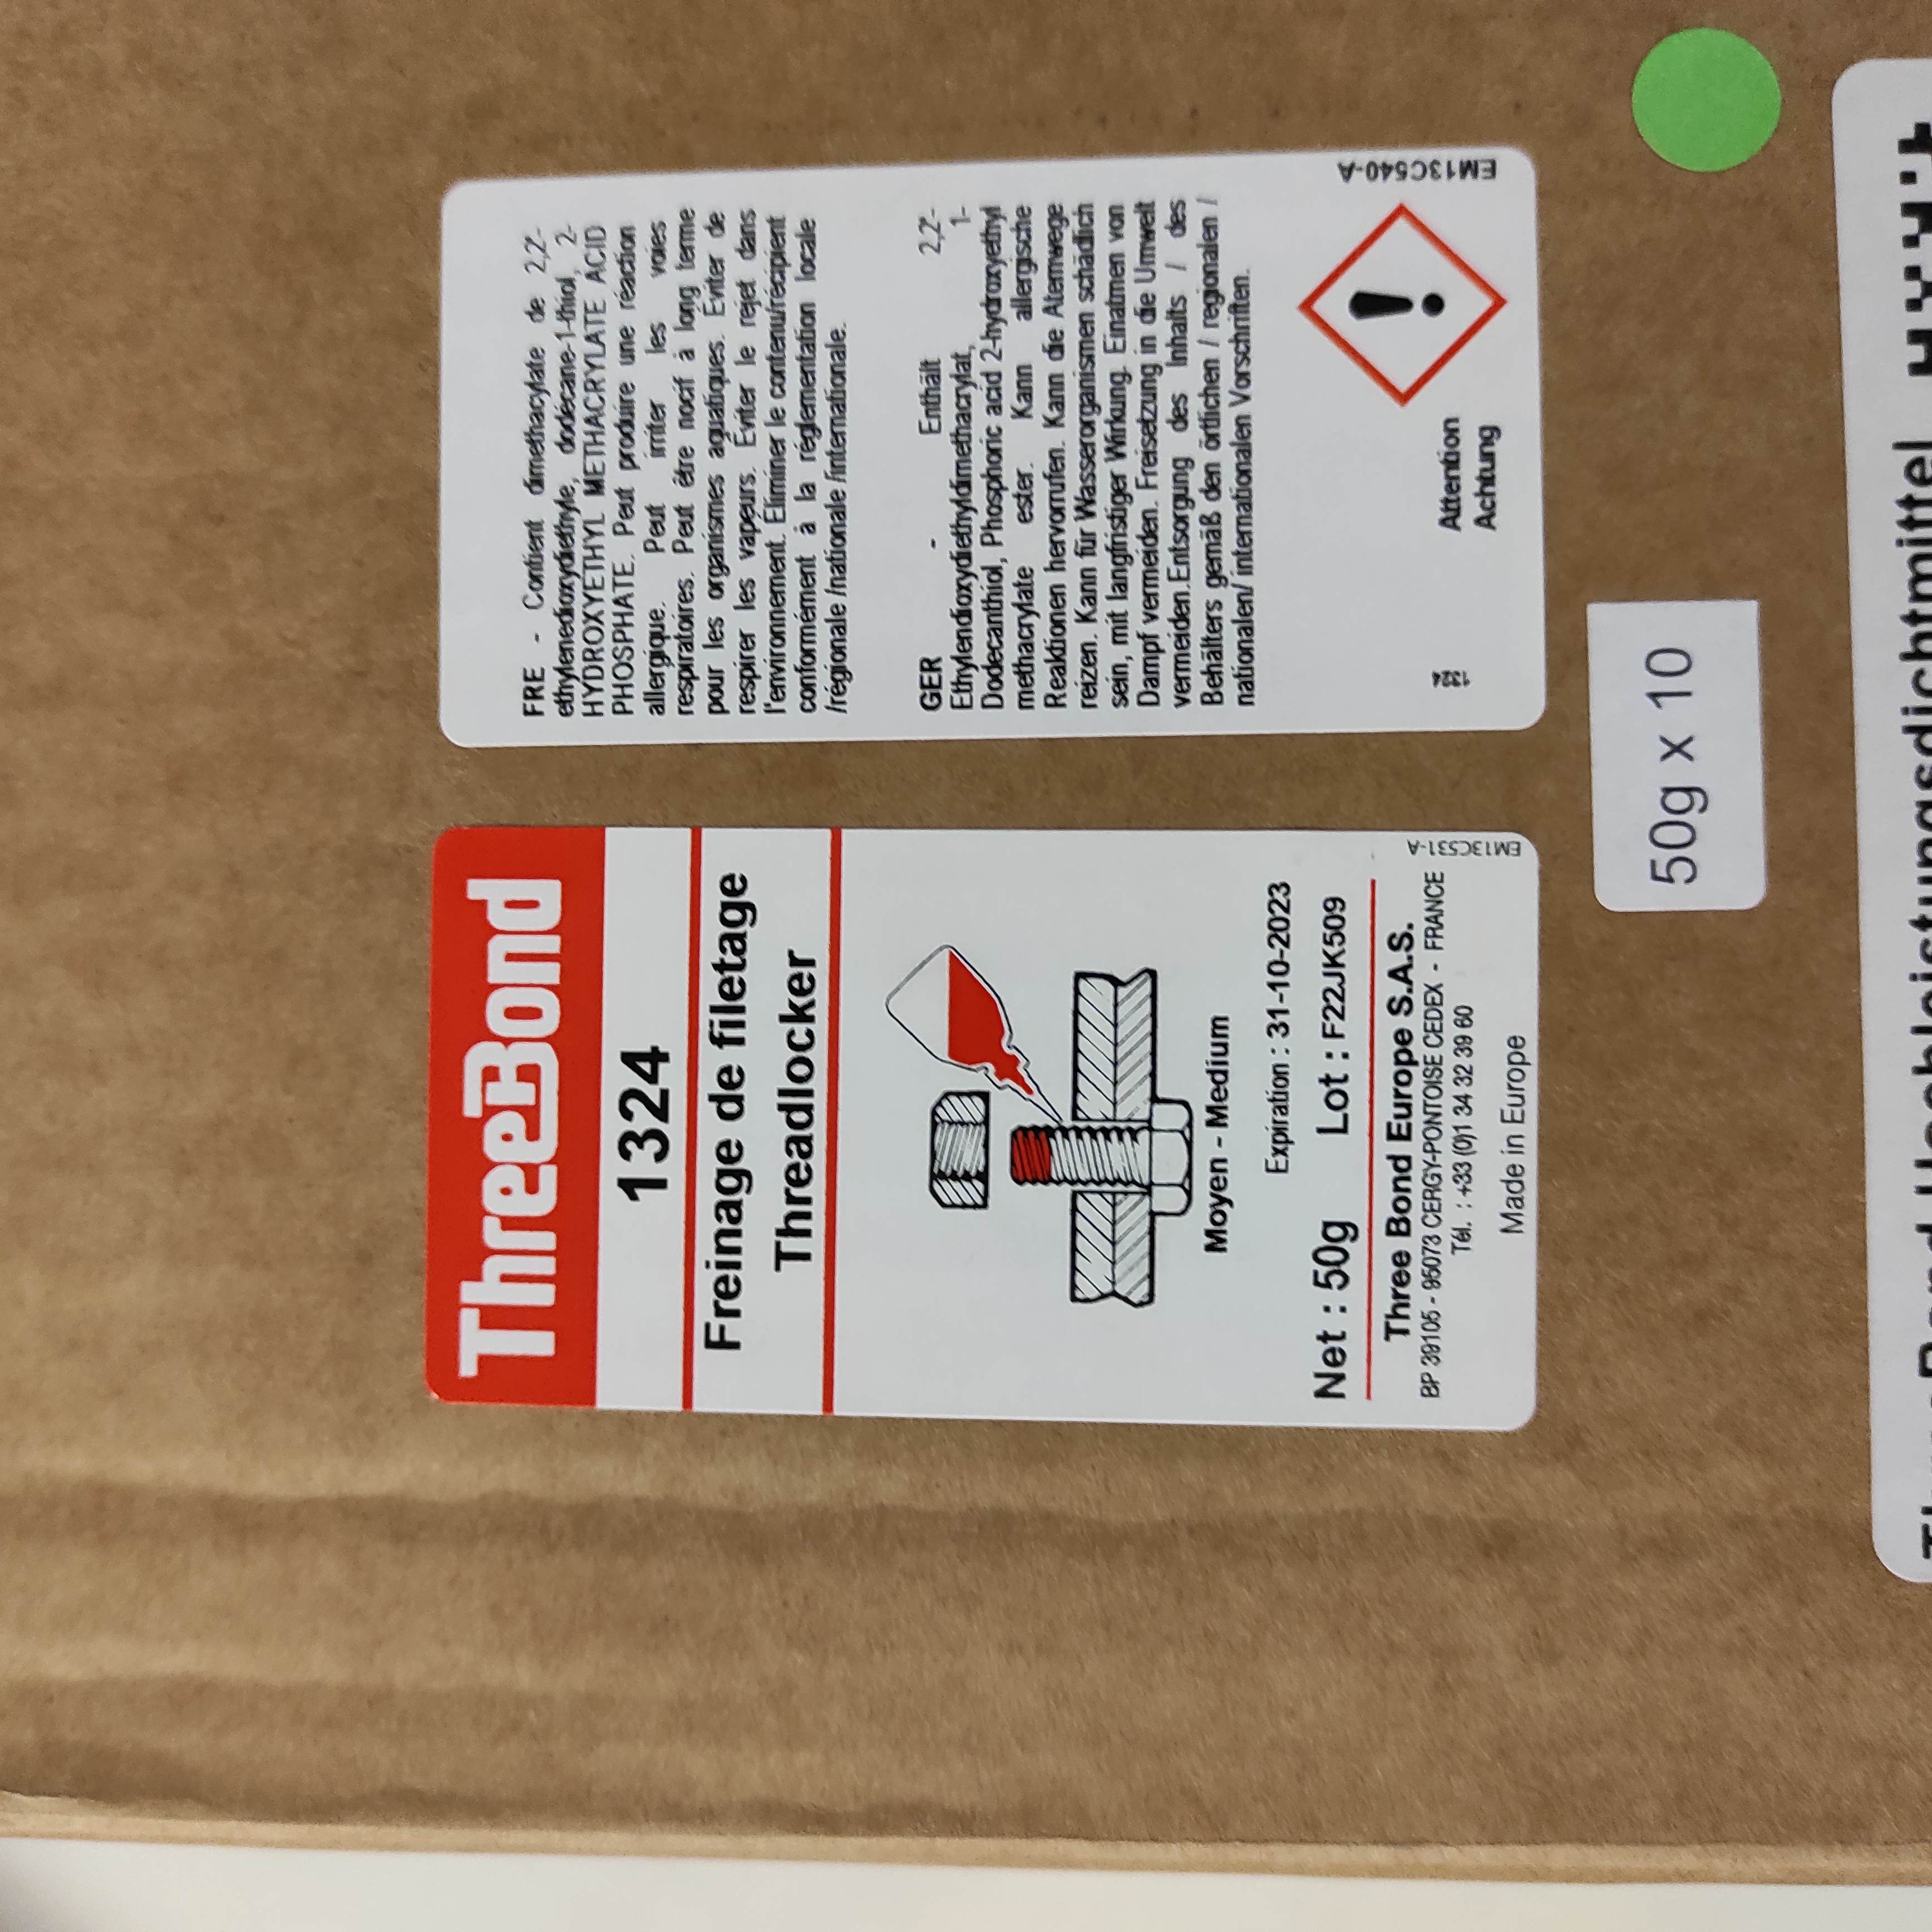 ThreeBond
1324
Freinage de filetage
Threadlocker
Moyen - Medium
Expiration : 31-10-2023
Net : 50g Lot : F22JK509
Three Bond Europe S.A.S.
BP 39105 - 95073 CERGY-PONTOISE CEDEX - FRANCE
Tél. : +33 (0)1 34 32 39 60
Made in Europe
EM13C531-A
FRE - Contient dimethacylate de 2,2'-
ethylenedioxydiethyle, dodecane-1-thiol, 2-
HYDROXYETHYL METHACRYLATE ACID
PHOSPHATE. Peut produire une réaction
allergique. Peut irriter les voies
respiratoires. Peut être nocif à long terme
pour les organismes aquatiques. Éviter de
respirer les vapeurs. Éviter le rejet dans
l'environnement. Eliminer le contenu/récipient
conformément à la réglementation locale
/régionale /nationale /internationale.
GER - Enthält 2,2'-
Ethylendioxydiethyldimethacrylat, 1-
Dodecanthiol, Phosphoric acid 2-hydroxyethyl
methacrylate ester. Kann allergische
Reaktionen hervorrufen. Kann die Atemwege
reizen. Kann für Wasserorganismen schädlich
sein, mit langfristiger Wirkung. Einatmen von
Dampf vermeiden. Freisetzung in die Umwelt
vermeiden.Entsorgung des Inhalts / des
Behälters gemäß den örtlichen / regionalen /
nationalen/ internationalen Vorschriften.
Attention
Achtung
1324
EM13C540-A
50g x 10